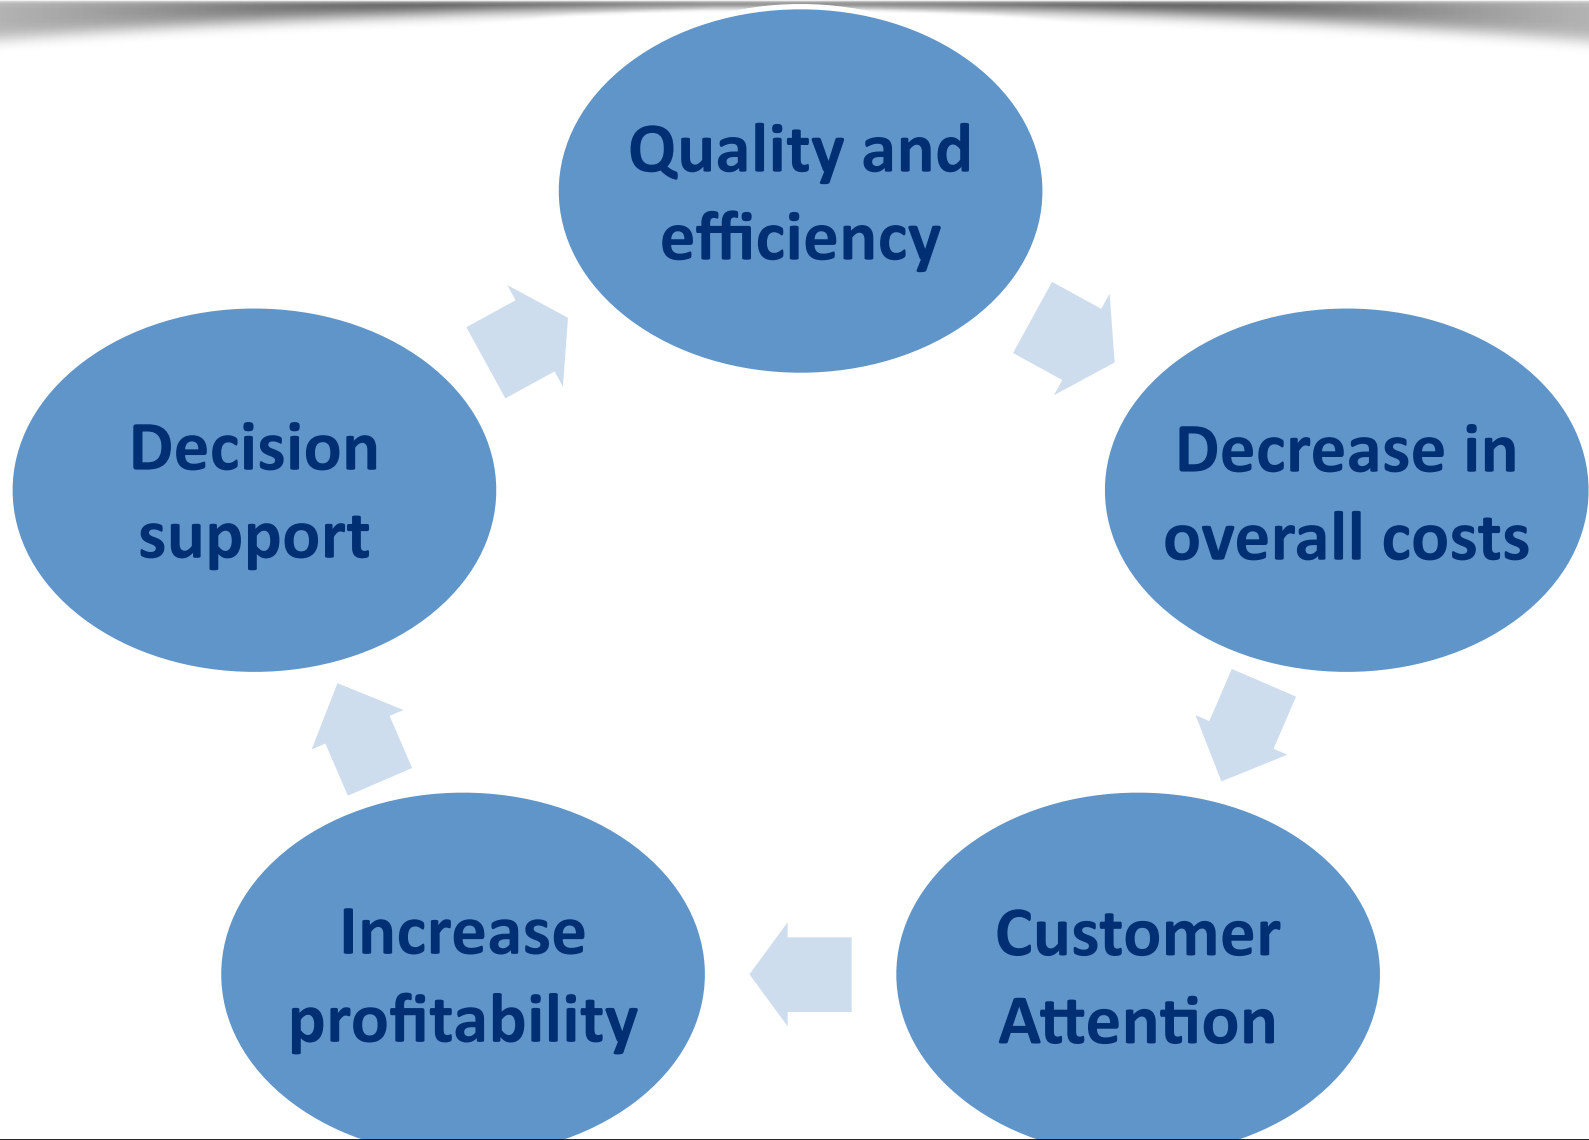 Quality and
efficiency
Decrease in
overall costs
Customer
Attention
Increase
profitability
Decision
support